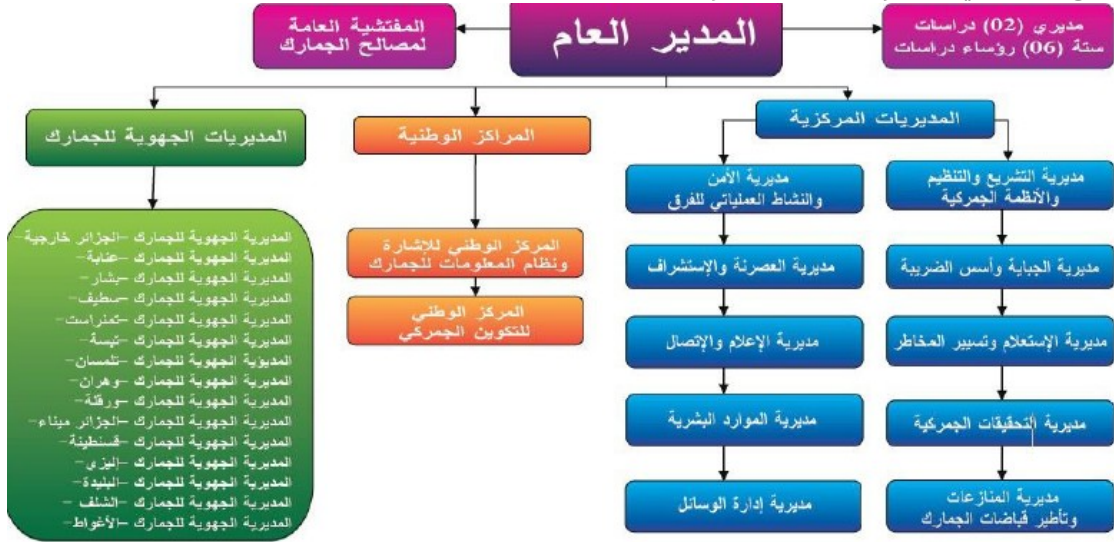 مديري (02) دراسات
ستة (06) رؤساء دراسات
المدير العام
المفتشية العامة
لمصالح الجمارك
المديريات المركزية
مديرية التشريع والتنظيم
والأنظمة الجمركية
مديرية الجباية وأسس الضريبة
مديرية الإستعلام وتسيير المخاطر
مديرية التحقيقات الجمركية
مديرية المنازعات
وتأطير قباضات الجمارك
مديرية الأمن
والنشاط العملياتي للفرق
مديرية العصرنة والإستشراف
مديرية الإعلام والإتصال
مديرية الموارد البشرية
مديرية إدارة الوسائل
المراكز الوطنية
المركز الوطني للإشارة
ونظام المعلومات للجمارك
المركز الوطني
للتكوين الجمركي
المديريات الجهوية للجمارك
المديرية الجهوية للجمارك –الجزائر خارجية–
المديرية الجهوية للجمارك –عنابة–
المديرية الجهوية للجمارك –بشار–
المديرية الجهوية للجمارك –سطيف–
المديرية الجهوية للجمارك –تمنراست–
المديرية الجهوية للجمارك –تبسة–
الجهوية للجمارك –تلمسان–
المديرية الجهوية للجمارك –وهران–
المديرية الجهوية للجمارك –ورقلة–
المديرية الجهوية للجمارك –الجزائر ميناء–
المديرية الجهوية للجمارك –قسنطينة–
المديرية الجهوية للجمارك –إليزي–
المديرية الجهوية للجمارك –البليدة–
المديرية الجهوية للجمارك –الشلف –
المديرية الجهوية للجمارك –الأغواط–